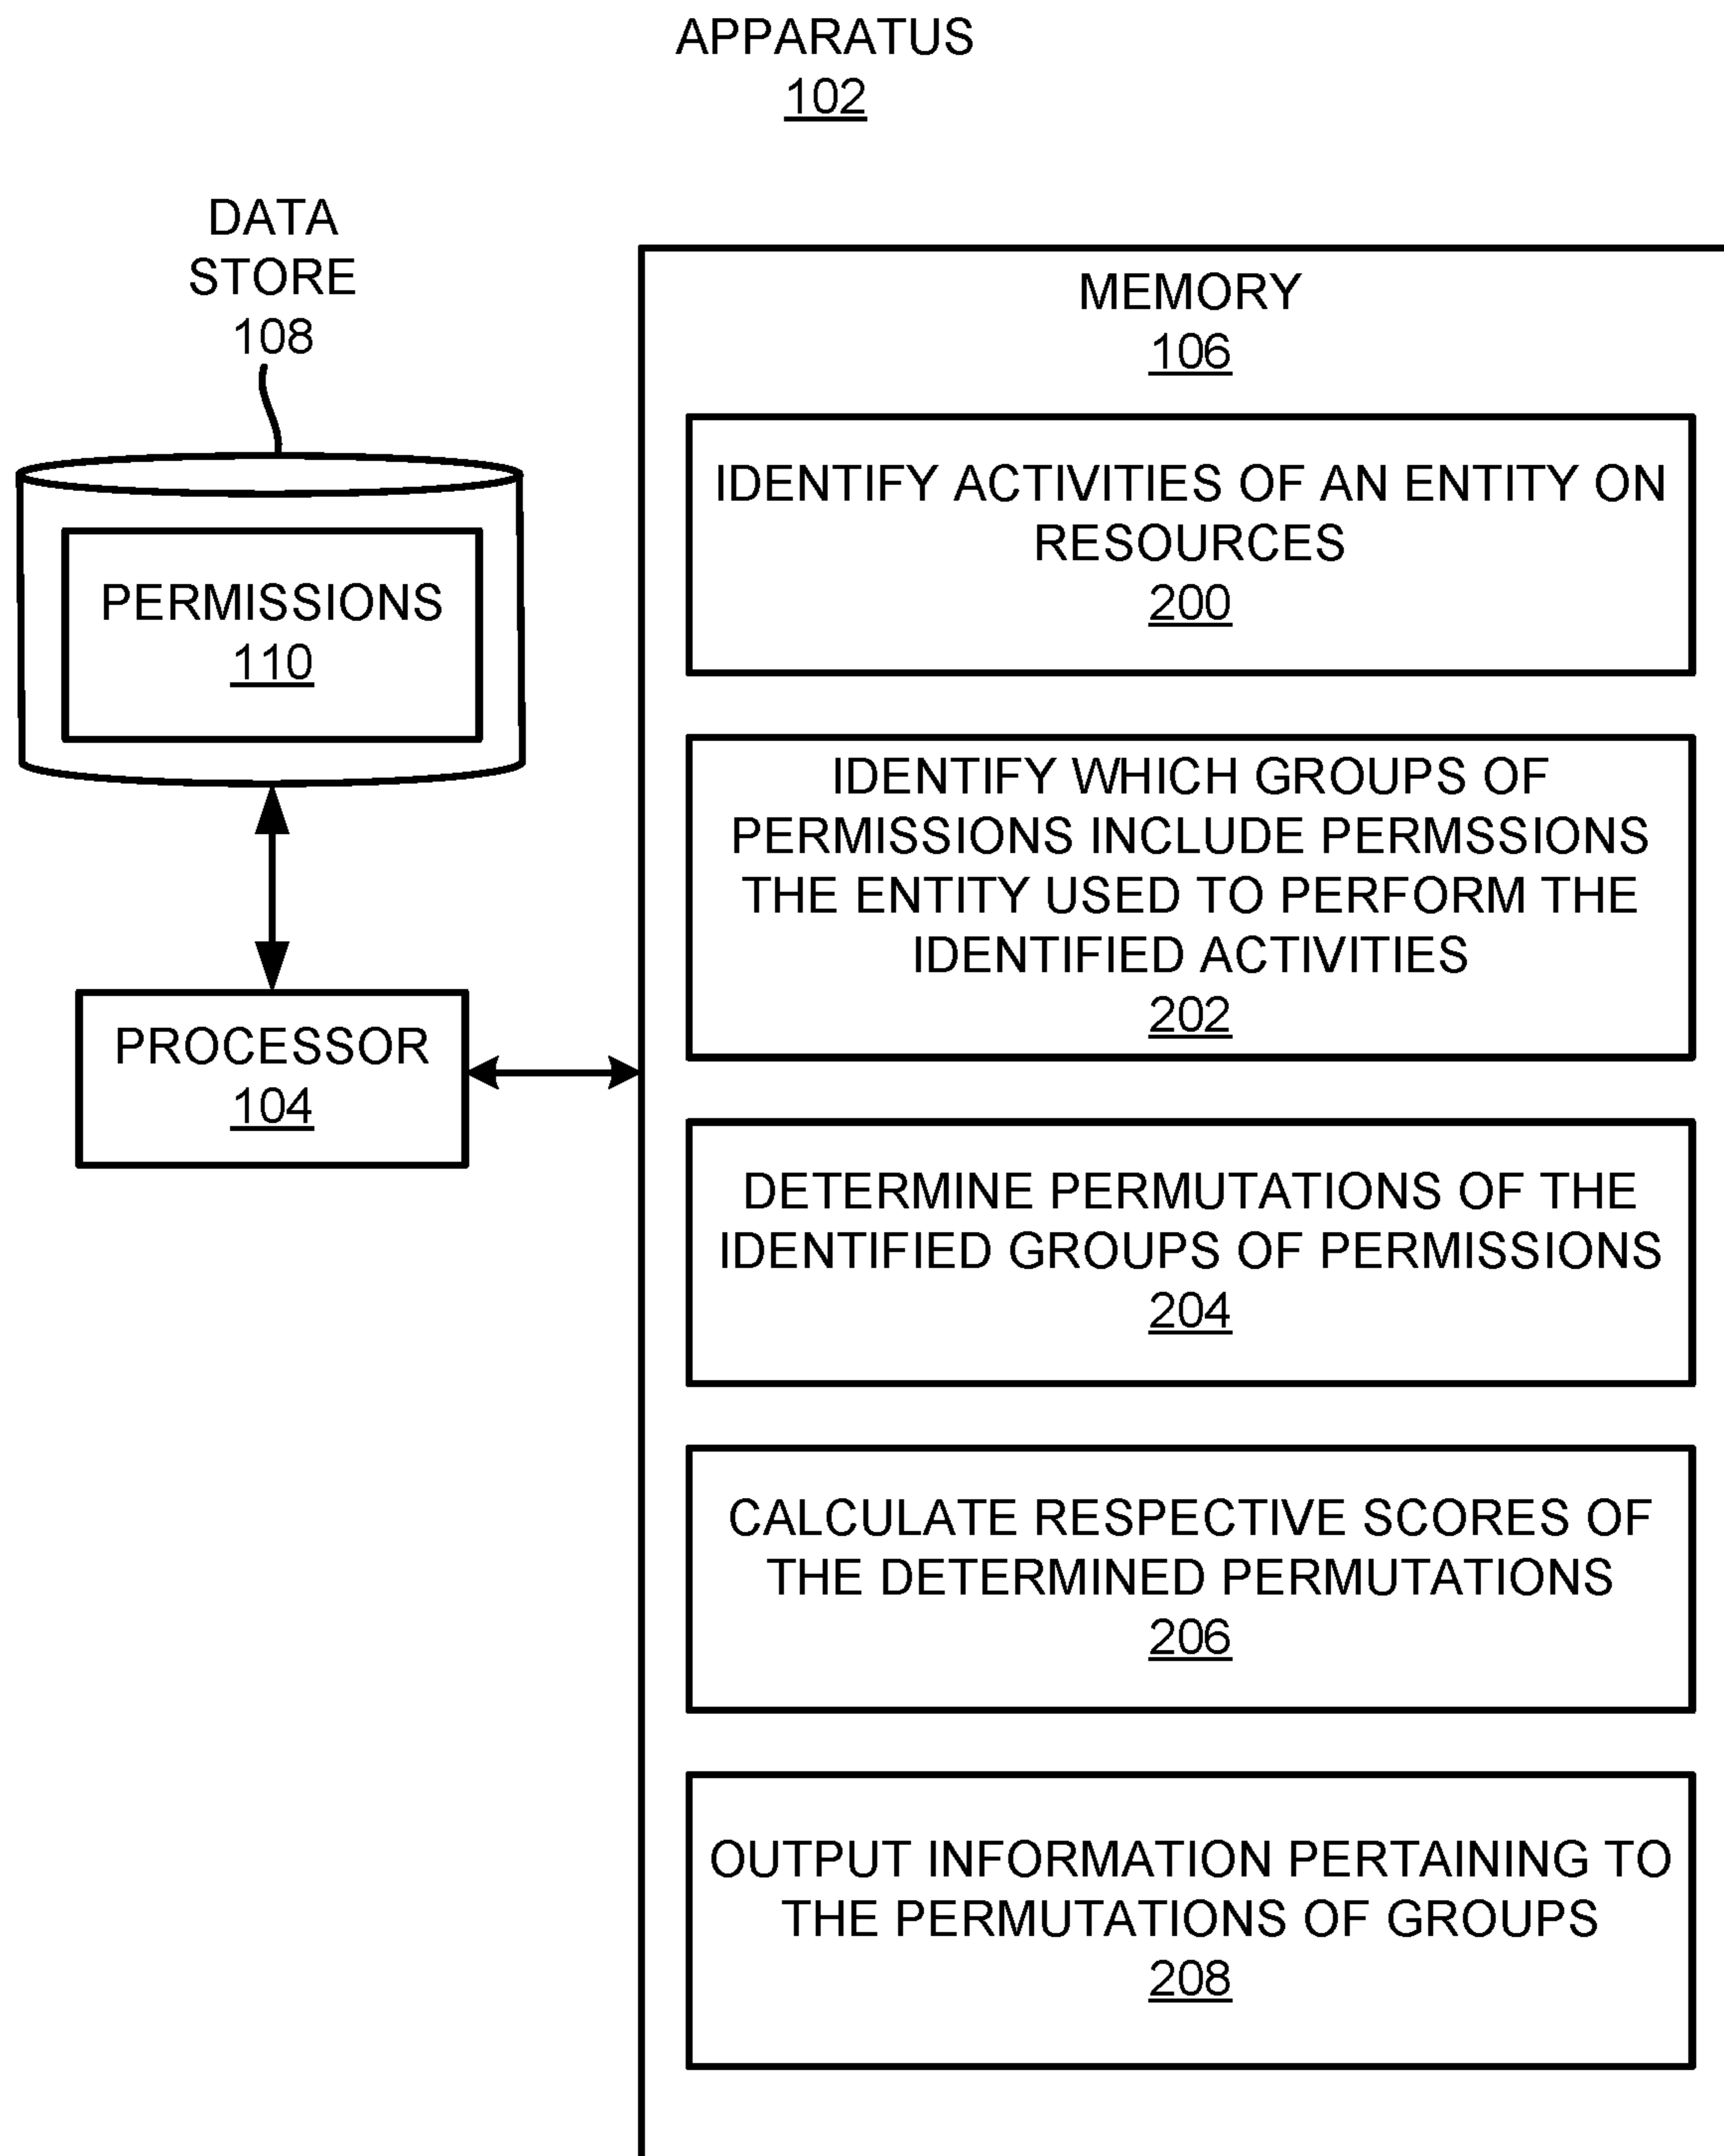 APPARATUS
102
DATA
STORE
108
PERMISSIONS
110
PROCESSOR
104
MEMORY
106
IDENTIFY ACTIVITIES OF AN ENTITY ON
RESOURCES
200
IDENTIFY WHICH GROUPS OF
PERMISSIONS INCLUDE PERMSSIONS
THE ENTITY USED TO PERFORM THE
IDENTIFIED ACTIVITIES
202
DETERMINE PERMUTATIONS OF THE
IDENTIFIED GROUPS OF PERMISSIONS
204
CALCULATE RESPECTIVE SCORES OF
THE DETERMINED PERMUTATIONS
206
OUTPUT INFORMATION PERTAINING TO
THE PERMUTATIONS OF GROUPS
208